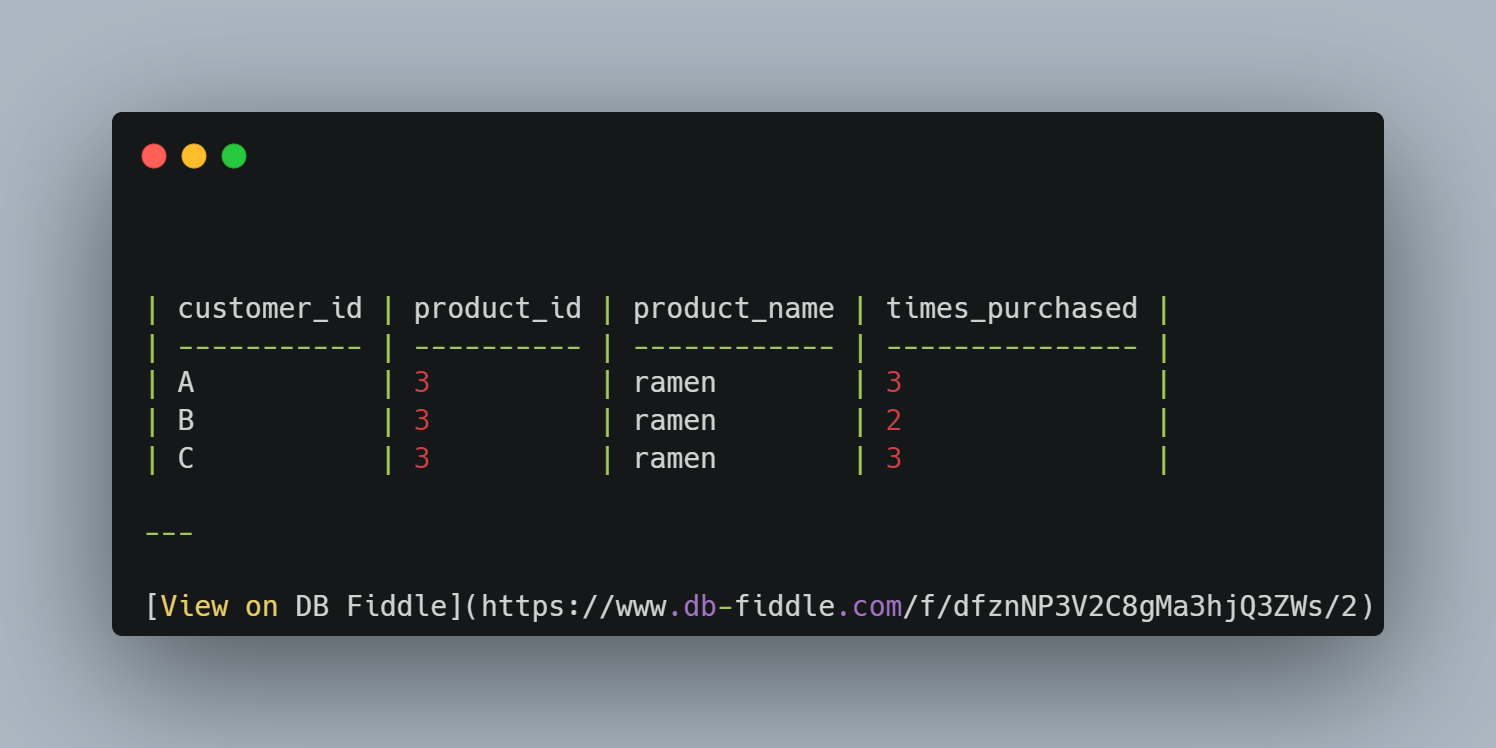 | customer_id | product_id | product_name | times_purchased |
| ----------- | ---------- | ------------ | --------------- |
| A           | 3          | ramen        | 3               |
| B           | 3          | ramen        | 2               |
| C           | 3          | ramen        | 3               |
---
[View on DB Fiddle](https://www.db-fiddle.com/f/dfznNP3V2C8gMa3hjQ3ZWs/2)